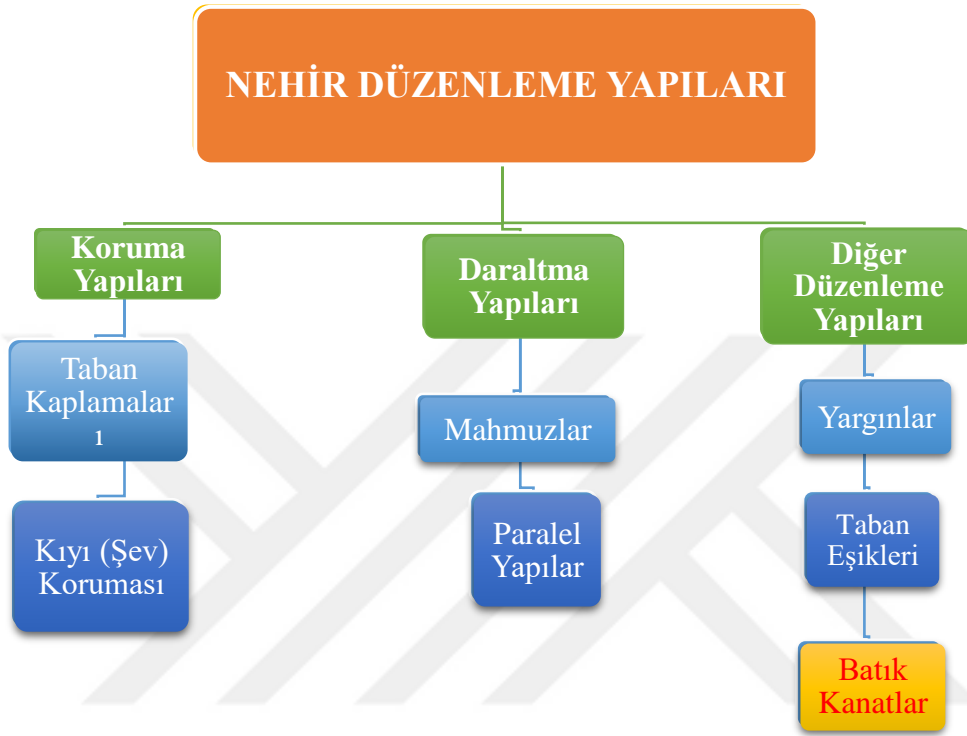 NEHİR DÜZENLEME YAPILARI
Koruma
Yapıları
Taban
Kaplamalar
1
Kıyı (Şev)
Koruması
Daraltma
Yapıları
Mahmuzlar
Paralel
Yapılar
Diğer
Düzenleme
Yapıları
Yargınlar
Taban
Eşikleri
Batık
Kanatlar